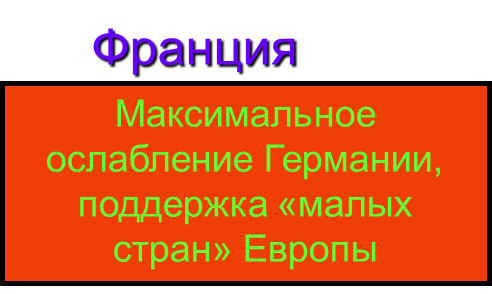 Франция
Максимальное
ослабление Германии,
поддержка «малых
стран» Европы